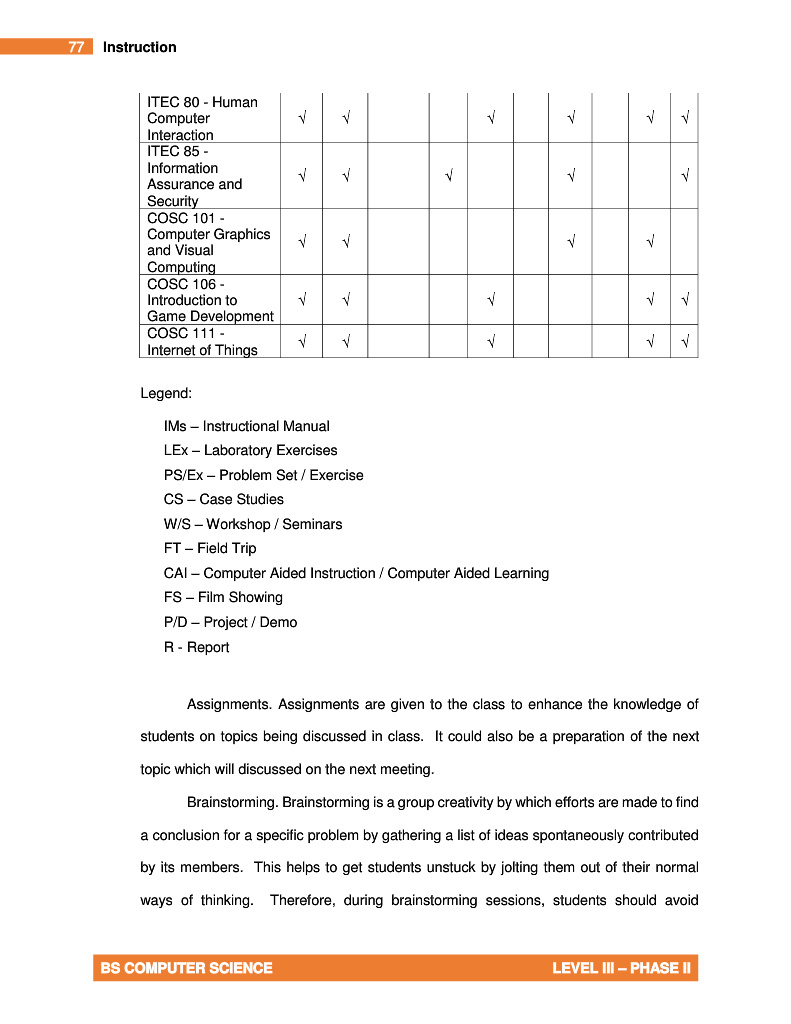 77 Instruction
ITEC 80 - Human
Computer
Interaction
√ √ √ √ √ √
ITEC 85 -
Information
Assurance and
Security
√ √ √ √ √
COSC 101 -
Computer Graphics
and Visual
Computing
√ √ √ √
COSC 106 -
Introduction to
Game Development
√ √ √ √ √
COSC 111 -
Internet of Things
√ √ √ √ √
Legend:
IMs – Instructional Manual
LEx – Laboratory Exercises
PS/Ex – Problem Set / Exercise
CS – Case Studies
W/S – Workshop / Seminars
FT – Field Trip
CAI – Computer Aided Instruction / Computer Aided Learning
FS – Film Showing
P/D – Project / Demo
R - Report
Assignments. Assignments are given to the class to enhance the knowledge of
students on topics being discussed in class. It could also be a preparation of the next
topic which will discussed on the next meeting.
Brainstorming. Brainstorming is a group creativity by which efforts are made to find
a conclusion for a specific problem by gathering a list of ideas spontaneously contributed
by its members. This helps to get students unstuck by jolting them out of their normal
ways of thinking. Therefore, during brainstorming sessions, students should avoid
BS COMPUTER SCIENCE LEVEL III – PHASE II